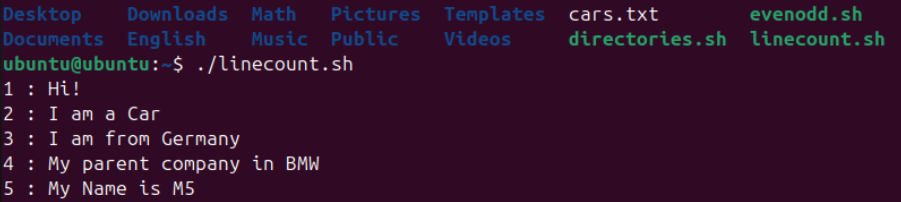 Desktop Downloads Math Pictures Templates cars.txt evenodd.sh
Documents English Music Public Videos directories.sh linecount.sh
ubuntu@ubuntu:~$ ./linecount.sh
1 : Hi!
2 : I am a Car
3 : I am from Germany
4 : My parent company in BMW
5 : My Name is M5